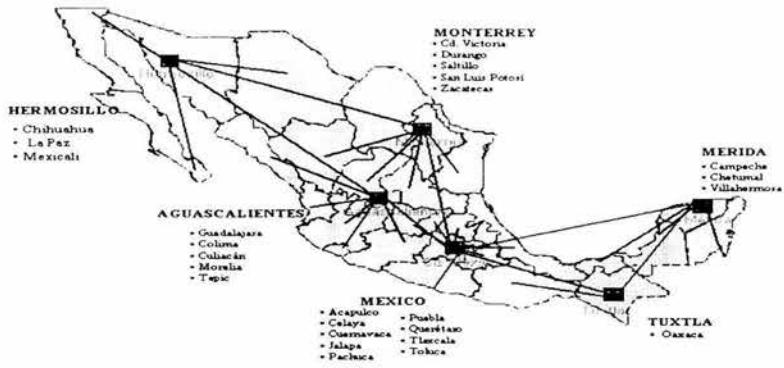 MONTERREY
• Cd. Victoria
• Durango
• Saltillo
• San Luis Potosí
• Zacatecas
HERMOSILLO
• Chihuahua
• La Paz
• Mexicali
MERIDA
• Campeche
• Chetumal
• Villahermosa
AGUASCALIENTES
• Guadalajara
• Colima
• Culiacán
• Morelia
• Tepic
MEXICO
• Acapulco
• Celaya
• Cuernavaca
• Jalapa
• Pachuca
• Puebla
• Querétaro
• Tlaxcala
• Toluca
TUXTLA
• Oaxaca